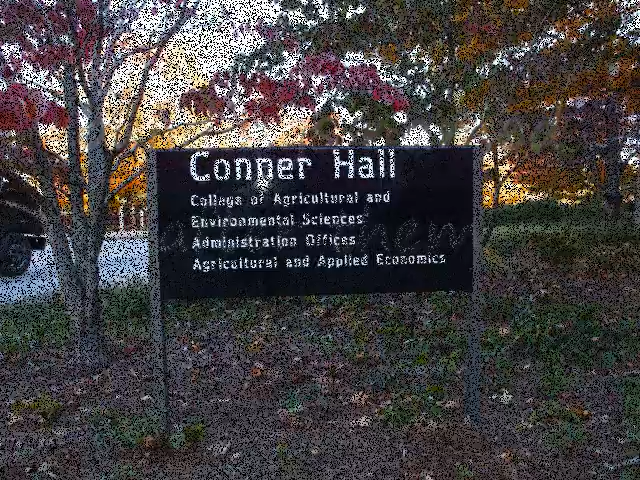 Conner Hall
College of Agricultural and
Environmental Sciences
Administration Offices
Agricultural and Applied Economics